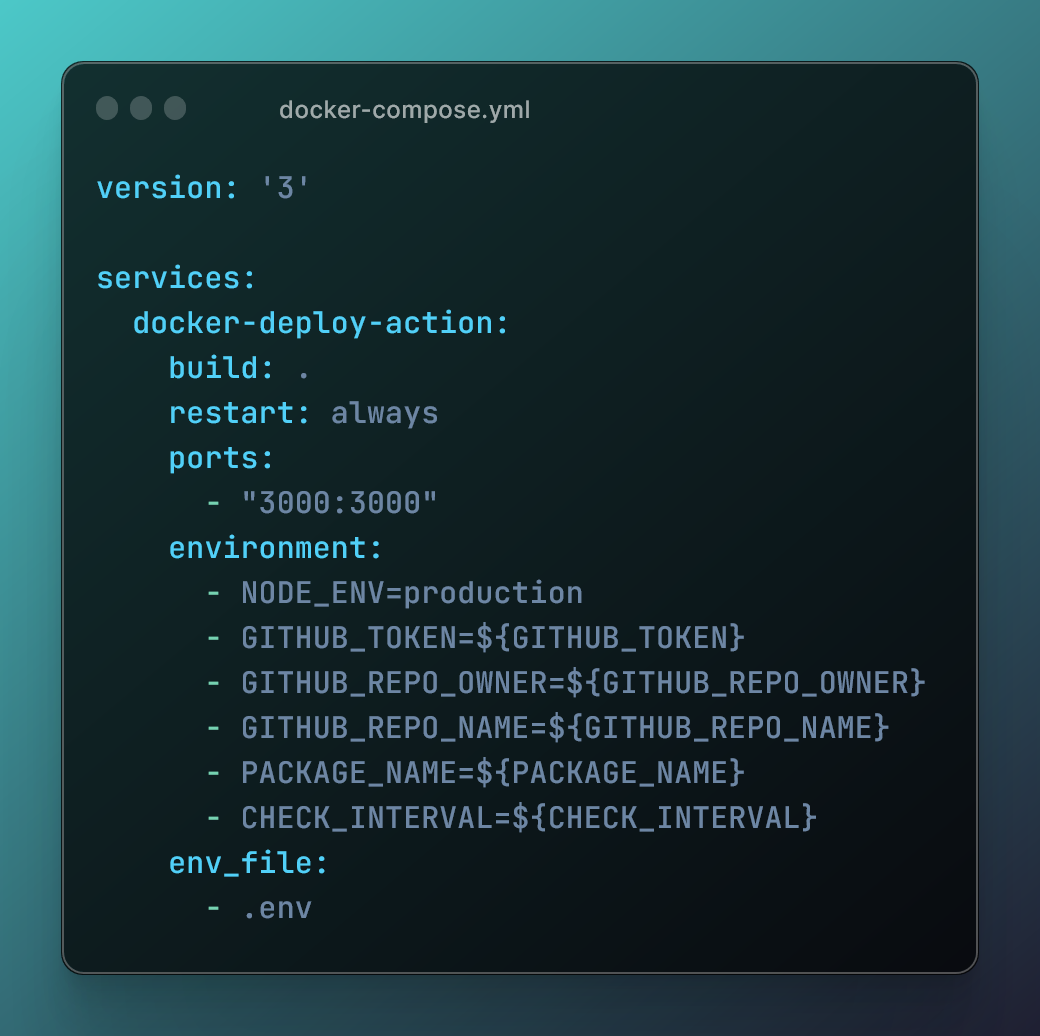 docker-compose.yml
version: '3'
services:
  docker-deploy-action:
    build: .
    restart: always
    ports:
      - "3000:3000"
    environment:
      - NODE_ENV=production
      - GITHUB_TOKEN=${GITHUB_TOKEN}
      - GITHUB_REPO_OWNER=${GITHUB_REPO_OWNER}
      - GITHUB_REPO_NAME=${GITHUB_REPO_NAME}
      - PACKAGE_NAME=${PACKAGE_NAME}
      - CHECK_INTERVAL=${CHECK_INTERVAL}
    env_file:
      - .env